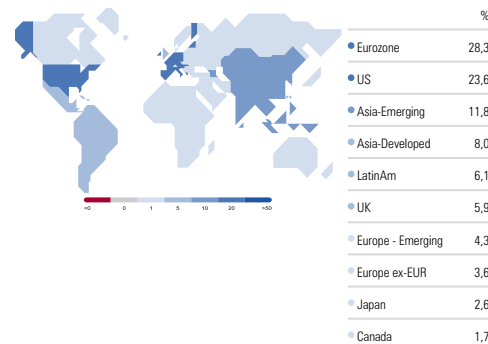 %
Eurozone 28,3
US 23,6
Asia-Emerging 11,8
Asia-Developed 8,0
LatinAm 6,1
UK 5,9
Europe - Emerging 4,3
Europe ex-EUR 3,6
Japan 2,6
Canada 1,7
<0 0 1 5 10 20 >50